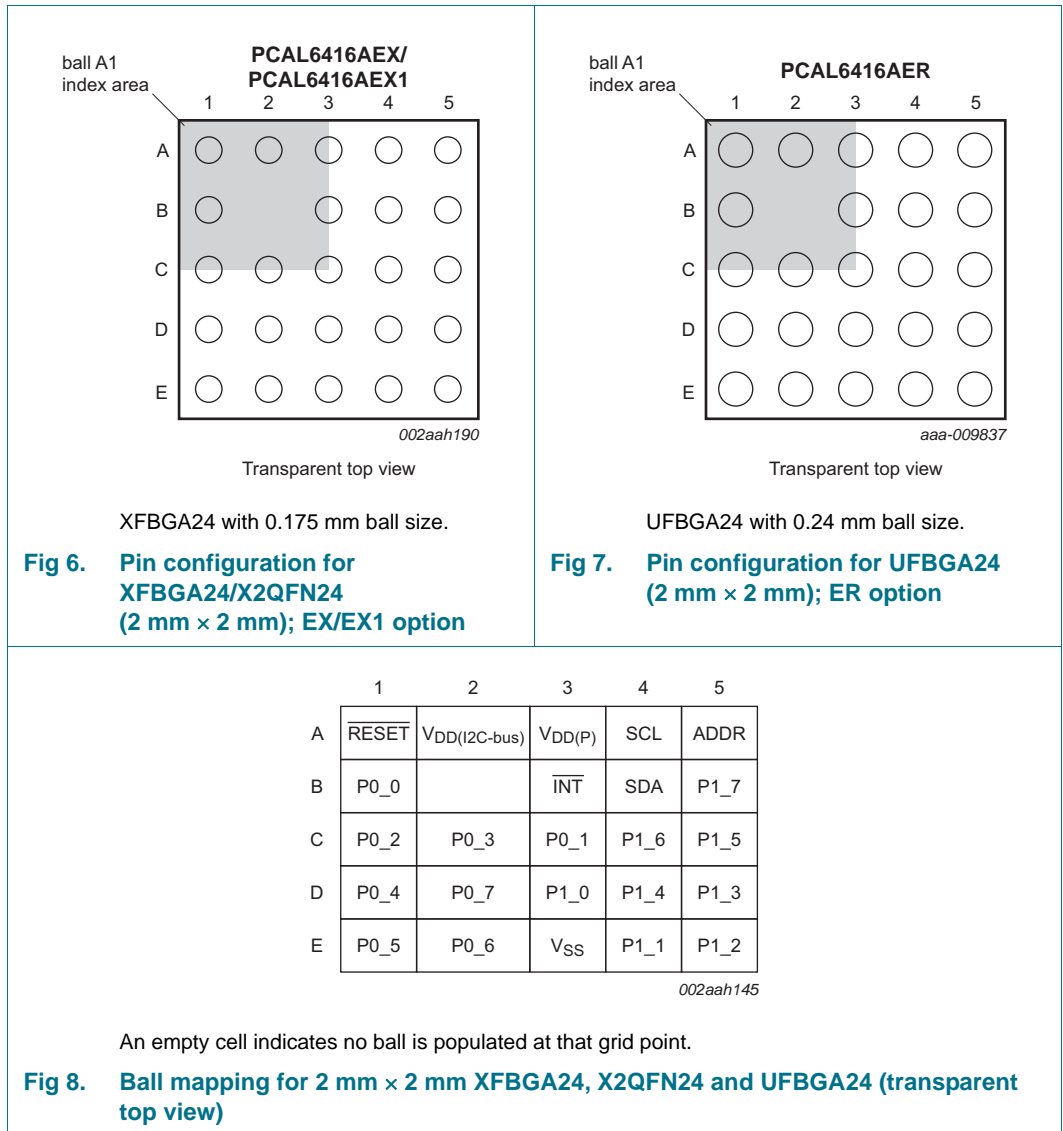 ball A1
index area
PCAL6416AEX/
PCAL6416AEX1
1 2 3 4 5
A
B
C
D
E
002aah190
Transparent top view
XFBGA24 with 0.175 mm ball size.
Fig 6. Pin configuration for
XFBGA24/X2QFN24
(2 mm × 2 mm); EX/EX1 option
ball A1
index area
PCAL6416AER
1 2 3 4 5
A
B
C
D
E
aaa-009837
Transparent top view
UFBGA24 with 0.24 mm ball size.
Fig 7. Pin configuration for UFBGA24
(2 mm × 2 mm); ER option
1 2 3 4 5
A RESET VDD(I2C-bus) VDD(P) SCL ADDR
B P0_0 INT SDA P1_7
C P0_2 P0_3 P0_1 P1_6 P1_5
D P0_4 P0_7 P1_0 P1_4 P1_3
E P0_5 P0_6 VSS P1_1 P1_2
002aah145
An empty cell indicates no ball is populated at that grid point.
Fig 8. Ball mapping for 2 mm × 2 mm XFBGA24, X2QFN24 and UFBGA24 (transparent
top view)